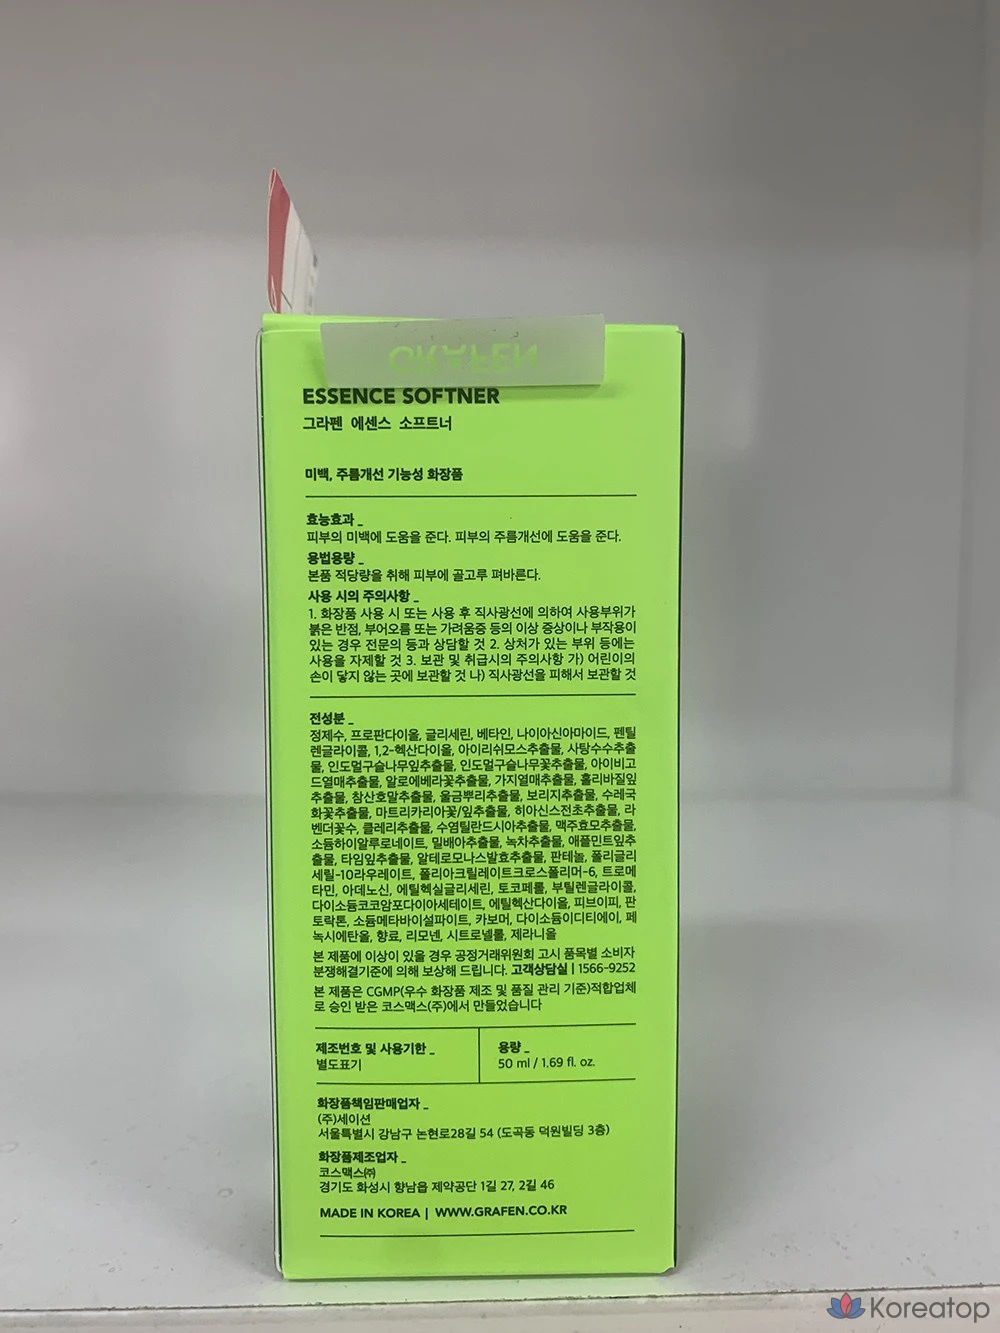 GRAFEN
ESSENCE SOFTNER
그라펜 에센스 소프트너
미백, 주름개선 기능성 화장품
효능효과 _
피부의 미백에 도움을 준다. 피부의 주름개선에 도움을 준다.
용법용량 _
본품 적당량을 취해 피부에 골고루 펴바른다.
사용 시의 주의사항 _
1. 화장품 사용 시 또는 사용 후 직사광선에 의하여 사용부위가
붉은 반점, 부어오름 또는 가려움증 등의 이상 증상이나 부작용이
있는 경우 전문의 등과 상담할 것 2. 상처가 있는 부위 등에는
사용을 자제할 것 3. 보관 및 취급시의 주의사항 가) 어린이의
손이 닿지 않는 곳에 보관할 것 나) 직사광선을 피해서 보관할 것
전성분 _
정제수, 프로판다이올, 글리세린, 베타인, 나이아신아마이드, 펜틸
렌글라이콜, 1,2-헥산다이올, 아이리쉬모스추출물, 사탕수수추출
물, 인도멀구슬나무잎추출물, 인도멀구슬나무꽃추출물, 아이비고
드열매추출물, 알로에베라꽃추출물, 가지열매추출물, 홀리바질잎
추출물, 참산호말추출물, 울금뿌리추출물, 보리지추출물, 수레국
화꽃추출물, 마트리카리아꽃/잎추출물, 히아신스전초추출물, 라
벤더꽃수, 클레리추출물, 수염틸란드시아추출물, 맥주효모추출물,
소듐하이알루로네이트, 밀배아추출물, 녹차추출물, 애플민트잎추
출물, 타임잎추출물, 알테로모나스발효추출물, 판테놀, 폴리글리
세릴-10라우레이트, 폴리아크릴레이트크로스폴리머-6, 트로메
타민, 아데노신, 에틸헥실글리세린, 토코페롤, 부틸렌글라이콜,
다이소듐코코암포다이아세테이트, 에틸헥산다이올, 피브이피, 판
토락톤, 소듐메타바이설파이트, 카보머, 다이소듐이디티에이, 페
녹시에탄올, 향료, 리모넨, 시트로넬롤, 제라니올
본 제품에 이상이 있을 경우 공정거래위원회 고시 품목별 소비자
분쟁해결기준에 의해 보상해 드립니다. 고객상담실 | 1566-9252
본 제품은 CGMP(우수 화장품 제조 및 품질 관리 기준)적합업체
로 승인 받은 코스맥스(주)에서 만들었습니다
제조번호 및 사용기한 _
별도표기
용량 _
50 ml / 1.69 fl. oz.
화장품책임판매업자 _
(주)세이션
서울특별시 강남구 논현로28길 54 (도곡동 덕원빌딩 3층)
화장품제조업자 _
코스맥스㈜
경기도 화성시 향남읍 제약공단 1길 27, 2길 46
MADE IN KOREA | WWW.GRAFEN.CO.KR
Koreatop